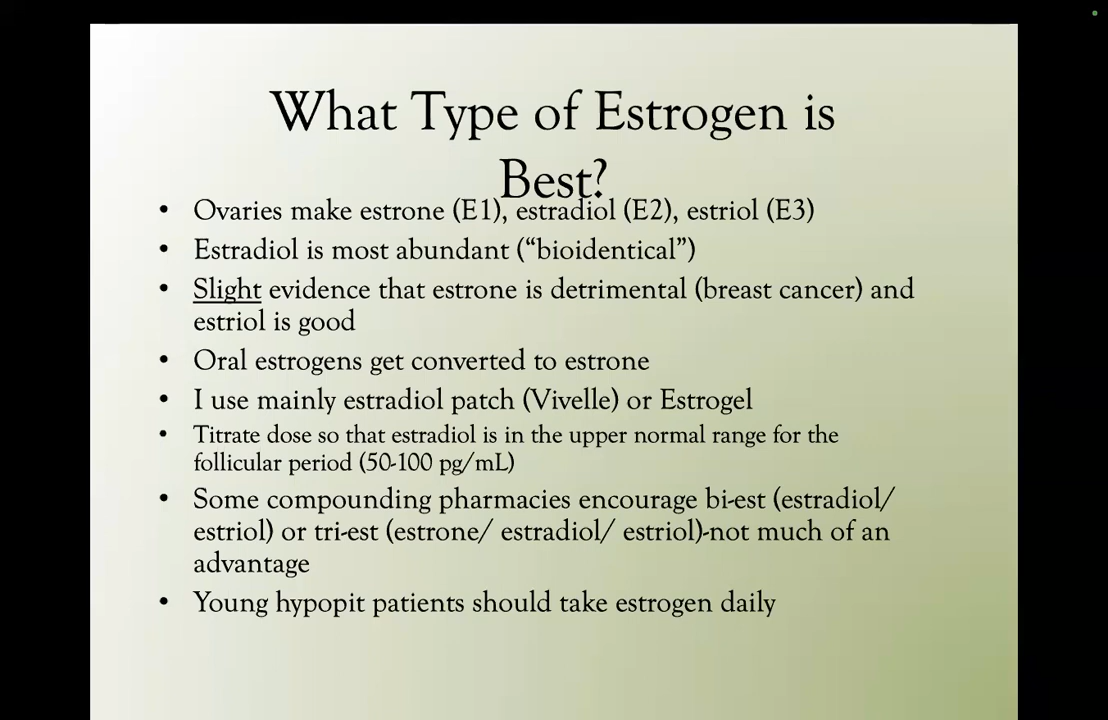 What Type of Estrogen is
Best?
• Ovaries make estrone (E1), estradiol (E2), estriol (E3)
• Estradiol is most abundant (“bioidentical”)
• Slight evidence that estrone is detrimental (breast cancer) and
estriol is good
• Oral estrogens get converted to estrone
• I use mainly estradiol patch (Vivelle) or Estrogel
• Titrate dose so that estradiol is in the upper normal range for the
follicular period (50-100 pg/mL)
• Some compounding pharmacies encourage bi-est (estradiol/
estriol) or tri-est (estrone/ estradiol/ estriol)-not much of an
advantage
• Young hypopit patients should take estrogen daily